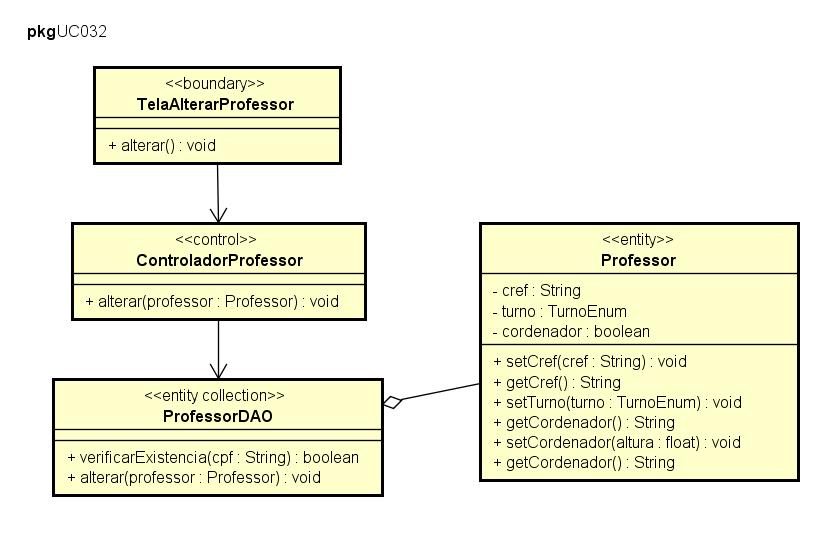 pkgUC032
<<boundary>>
TelaAlterarProfessor
+ alterar() : void
<<control>>
ControladorProfessor
+ alterar(professor : Professor) : void
<<entity collection>>
ProfessorDAO
+ verificarExistencia(cpf : String) : boolean
+ alterar(professor : Professor) : void
<<entity>>
Professor
- cref : String
- turno : TurnoEnum
- cordenador : boolean
+ setCref(cref : String) : void
+ getCref() : String
+ setTurno(turno : TurnoEnum) : void
+ getCordenador() : String
+ setCordenador(altura : float) : void
+ getCordenador() : String